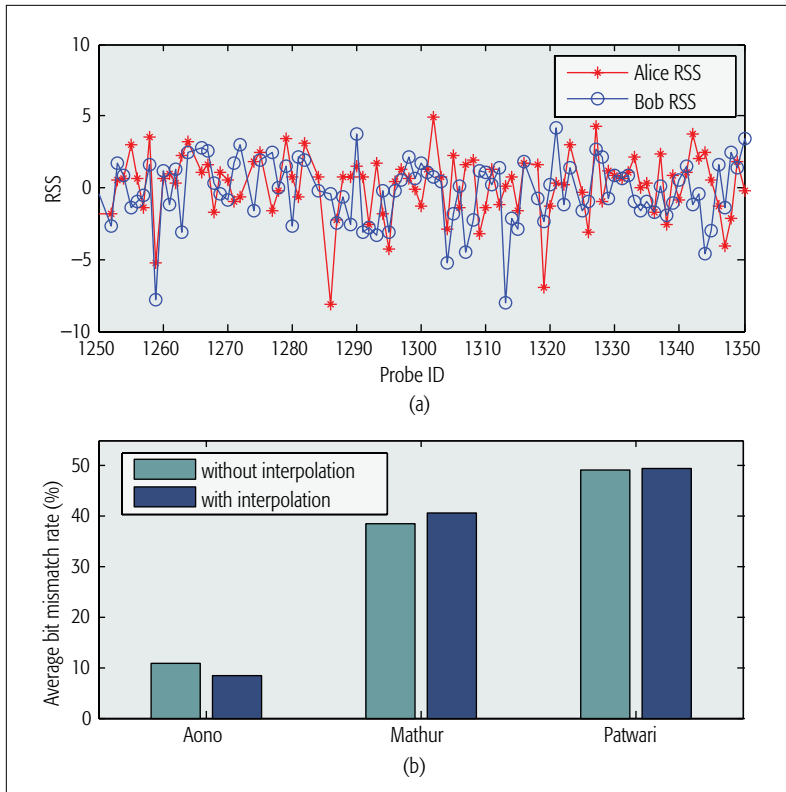 10
5
0
−5
−10
RSS
Alice RSS
Bob RSS
1250 1260 1270 1280 1290 1300 1310 1320 1330 1340 1350
Probe ID
(a)
50
40
30
20
10
0
Average bit mismatch rate (%)
without interpolation
with interpolation
Aono Mathur Patwari
(b)